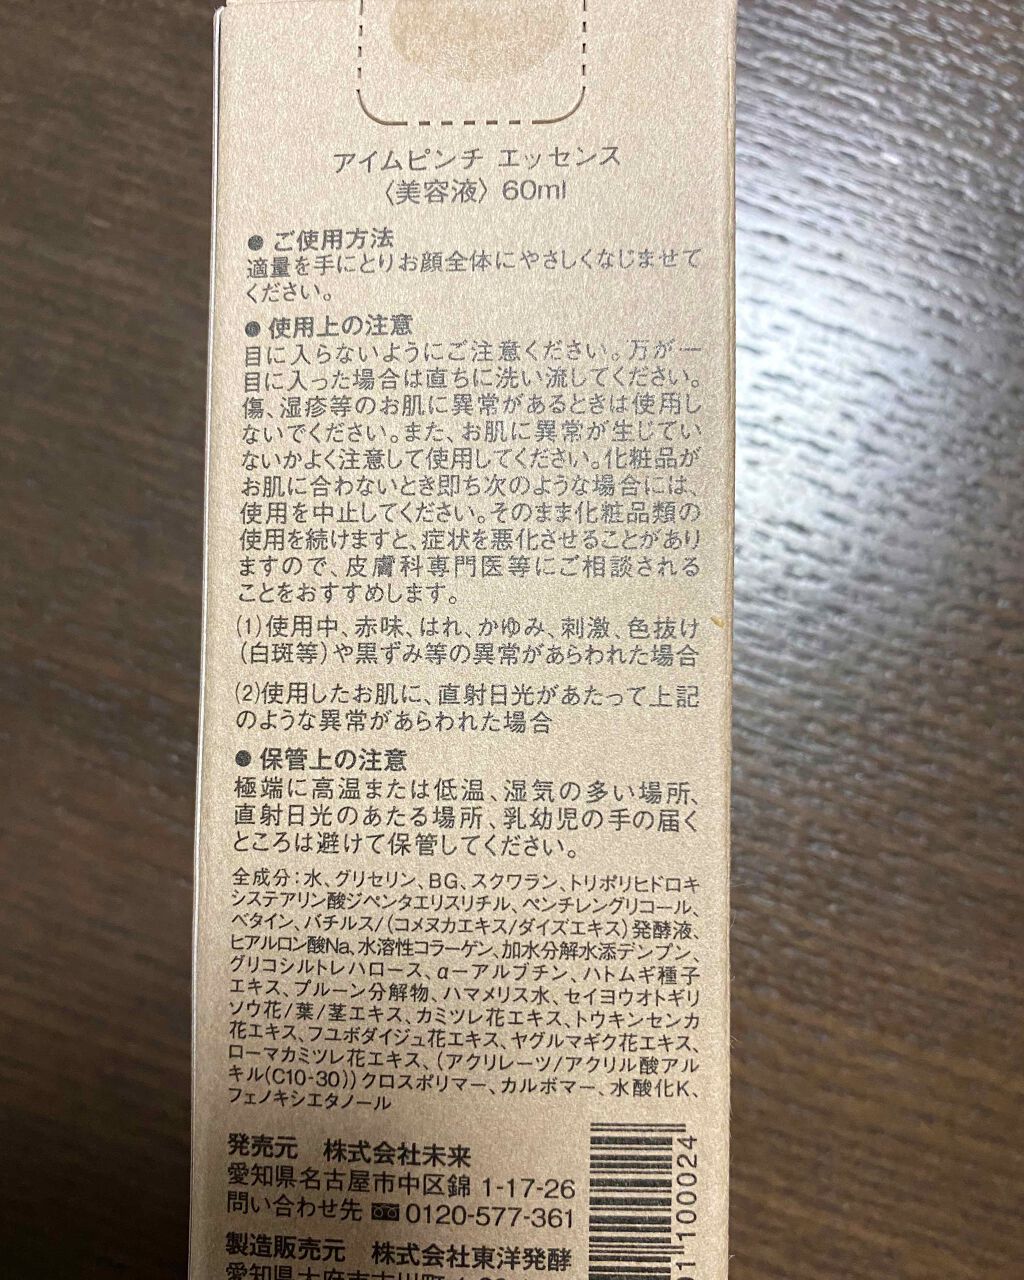 アイムピンチ エッセンス
〈美容液〉60ml
● ご使用方法
適量を手にとりお顔全体にやさしくなじませて
ください。
● 使用上の注意
目に入らないようにご注意ください。万が一
目に入った場合は直ちに洗い流してください。
傷、湿疹等のお肌に異常があるときは使用し
ないでください。また、お肌に異常が生じてい
ないかよく注意して使用してください。化粧品が
お肌に合わないとき即ち次のような場合には、
使用を中止してください。そのまま化粧品類の
使用を続けますと、症状を悪化させることがあり
ますので、皮膚科専門医等にご相談される
ことをおすすめします。
(1)使用中、赤味、はれ、かゆみ、刺激、色抜け
(白斑等)や黒ずみ等の異常があらわれた場合
(2)使用したお肌に、直射日光があたって上記
のような異常があらわれた場合
● 保管上の注意
極端に高温または低温、湿気の多い場所、
直射日光のあたる場所、乳幼児の手の届く
ところは避けて保管してください。
全成分：水、グリセリン、BG、スクワラン、トリポリヒドロキ
システアリン酸ジペンタエリスリチル、ペンチレングリコール、
ベタイン、バチルス/(コメヌカエキス/ダイズエキス)発酵液、
ヒアルロン酸Na、水溶性コラーゲン、加水分解水添デンプン、
グリコシルトレハロース、α－アルブチン、ハトムギ種子
エキス、プルーン分解物、ハマメリス水、セイヨウオトギリ
ソウ花/葉/茎エキス、カミツレ花エキス、トウキンセンカ
花エキス、フユボダイジュ花エキス、ヤグルマギク花エキス、
ローマカミツレ花エキス、(アクリレーツ/アクリル酸アル
キル(C10-30))クロスポリマー、カルボマー、水酸化K、
フェノキシエタノール
発売元 株式会社未来
愛知県名古屋市中区錦 1-17-26
問い合わせ先 0120-577-361
製造販売元 株式会社東洋発酵
100024